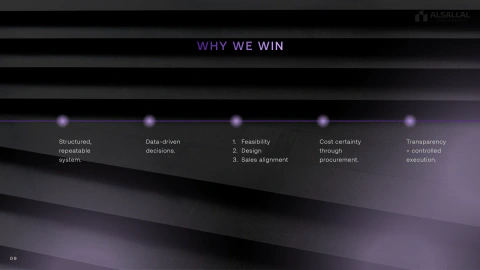 ALSALLAL
WHY WE WIN
Structured,
repeatable
system.
Data-driven
decisions.
1. Feasibility
2. Design
3. Sales alignment
Cost certainty
through
procurement.
Transparency
+ controlled
execution.
09